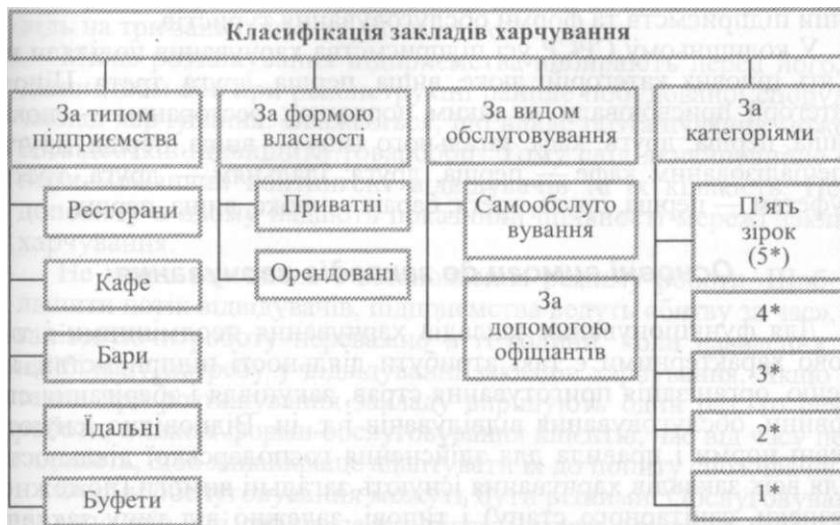 Класифікація закладів харчування
За типом
підприємства
Ресторани
Кафе
Бари
Їдальні
Буфети
За формою
власності
Приватні
Орендовані
За видом
обслуговування
Самообслуго
вування
За
допомогою
офіціантів
За
категоріями
П'ять
зірок
(5*)
4*
3*
2*
1*